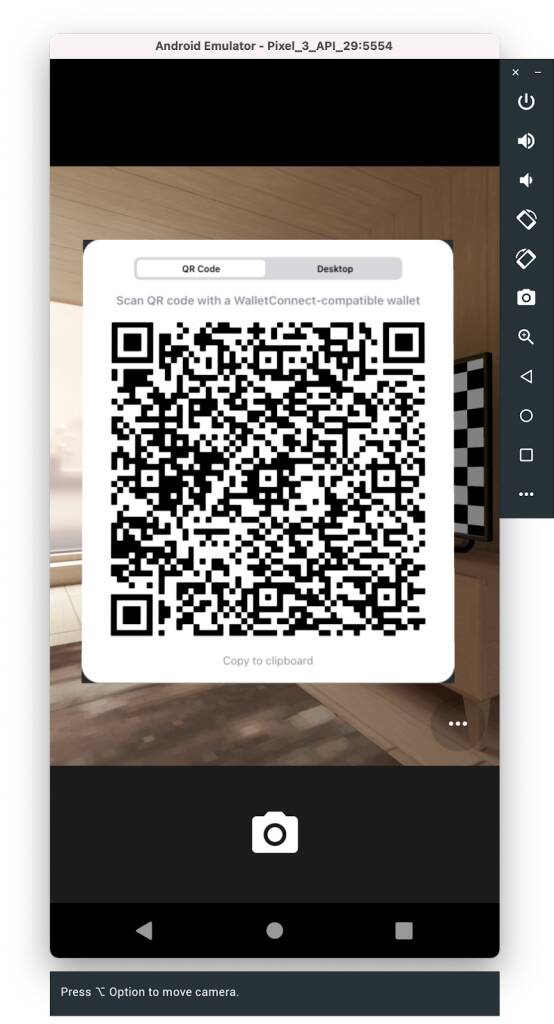 Android Emulator - Pixel_3_API_29:5554
QR Code
Desktop
Scan QR code with a WalletConnect-compatible wallet
Copy to clipboard
Press ⌥ Option to move camera.